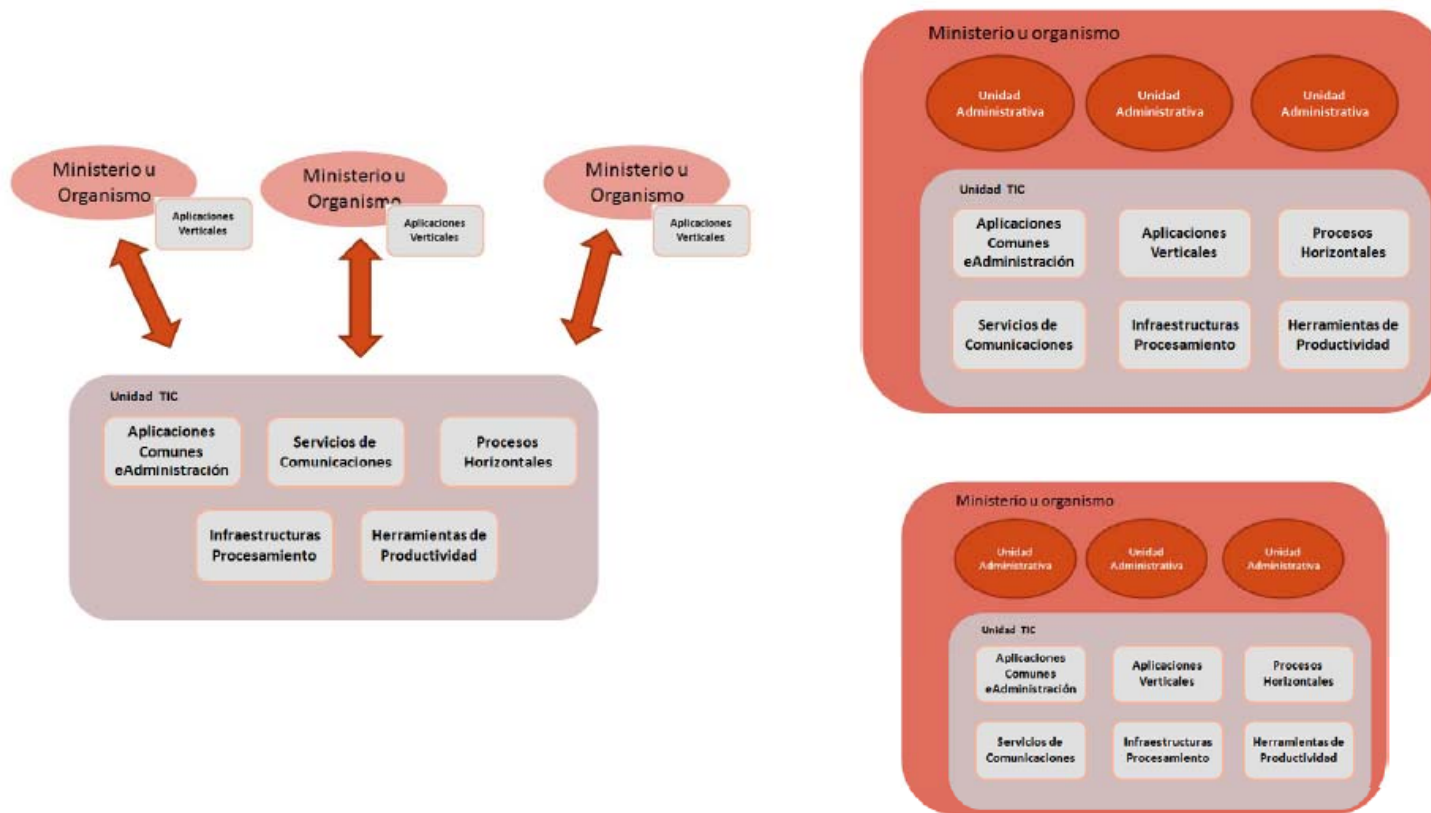 Ministerio u
Organismo
Aplicaciones
Verticales
Ministerio u
Organismo
Aplicaciones
Verticales
Ministerio u
Organismo
Aplicaciones
Verticales
Unidad TIC
Aplicaciones
Comunes
eAdministración
Servicios de
Comunicaciones
Procesos
Horizontales
Infraestructuras
Procesamiento
Herramientas de
Productividad
Ministerio u organismo
Unidad
Administrativa
Unidad
Administrativa
Unidad
Administrativa
Unidad TIC
Aplicaciones
Comunes
eAdministración
Aplicaciones
Verticales
Procesos
Horizontales
Servicios de
Comunicaciones
Infraestructuras
Procesamiento
Herramientas de
Productividad
Ministerio u organismo
Unidad
Administrativa
Unidad
Administrativa
Unidad
Administrativa
Unidad TIC
Aplicaciones
Comunes
eAdministración
Aplicaciones
Verticales
Procesos
Horizontales
Servicios de
Comunicaciones
Infraestructuras
Procesamiento
Herramientas de
Productividad